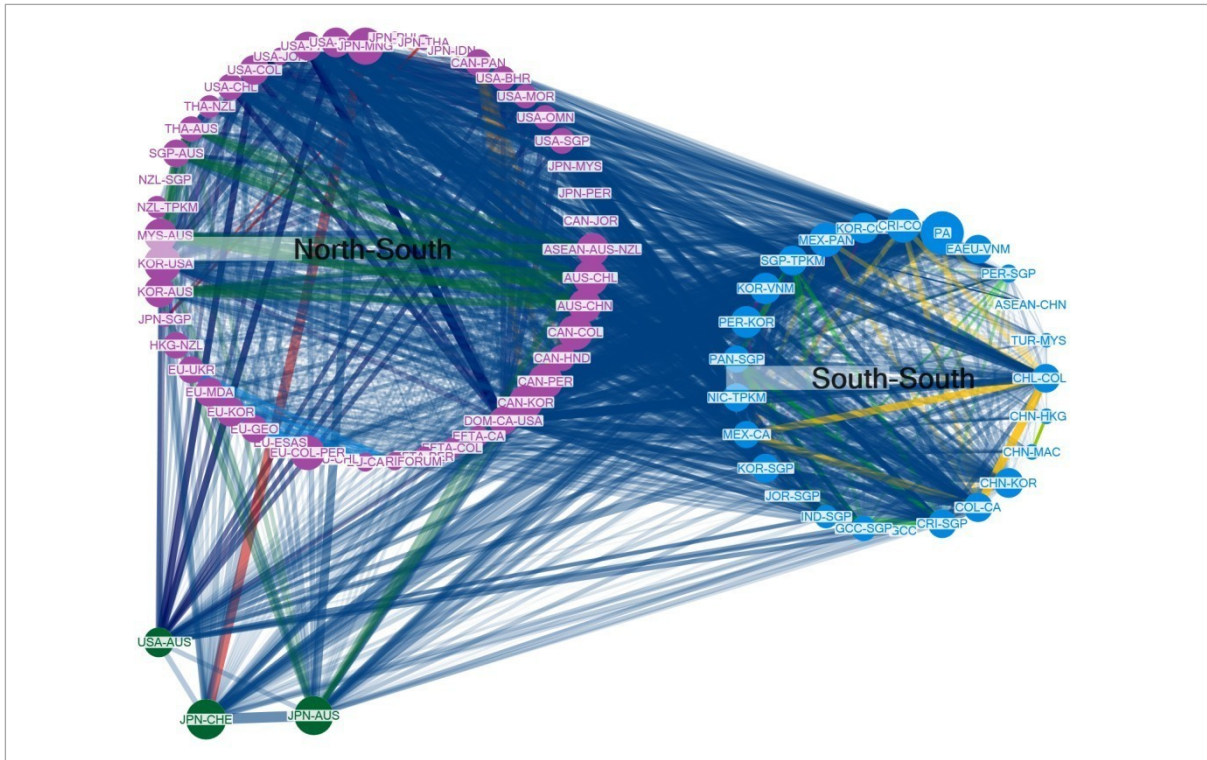 JPN-THA
JPN-MNG
JPN-IDN
USA-COL
CAN-PAN
USA-BHR
USA-CHL
USA-MOR
THA-NZL
USA-OMN
THA-AUS
USA-SGP
SGP-AUS
JPN-MYS
NZL-SGP
JPN-PER
NZL-TPKM
CAN-JOR
MYS-AUS
North-South
ASEAN-AUS-NZL
KOR-USA
AUS-CHL
KOR-AUS
AUS-CHN
JPN-SGP
CAN-COL
HKG-NZL
CAN-HND
EU-UKR
CAN-PER
EU-MDA
CAN-KOR
EU-KOR
DOM-CA-USA
EU-GEO
EFTA-CA
EU-ESAS
EFTA-COL
EU-COL-PER
CRI-CO
PA
MEX-PAN
EAEU-VNM
SGP-TPKM
PER-SGP
KOR-VNM
ASEAN-CHN
PER-KOR
TUR-MYS
PAN-SGP
South-South
CHL-COL
NIC-TPKM
CHN-HKG
MEX-CA
CHN-MAC
KOR-SGP
CHN-KOR
JOR-SGP
COL-CA
IND-SGP
CRI-SGP
GCC-SGP
USA-AUS
JPN-CHE
JPN-AUS